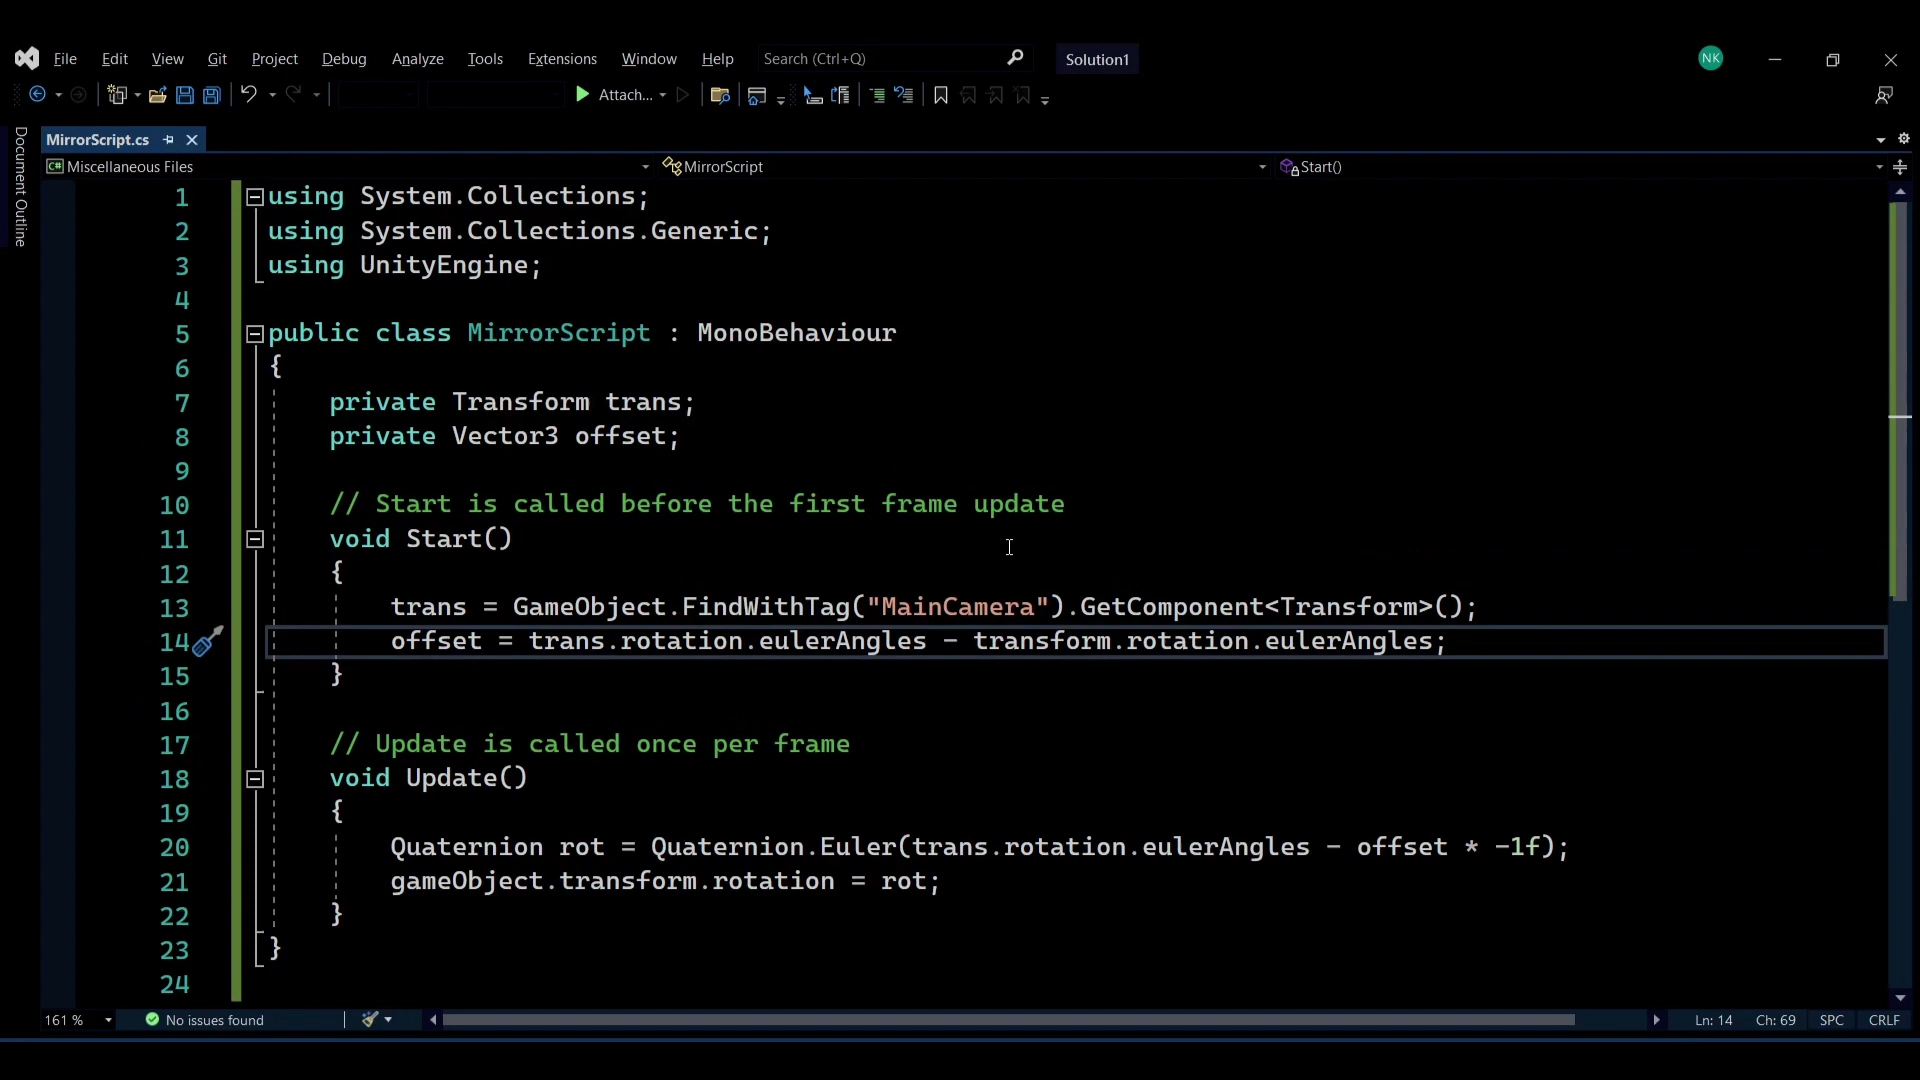 File Edit View Git Project Debug Analyze Tools Extensions Window Help Search (Ctrl+Q) Solution1 NK
Attach...
Document Outline
MirrorScript.cs
C# Miscellaneous Files MirrorScript Start()
1 using System.Collections;
2 using System.Collections.Generic;
3 using UnityEngine;
4
5 public class MirrorScript : MonoBehaviour
6 {
7 private Transform trans;
8 private Vector3 offset;
9
10 // Start is called before the first frame update
11 void Start()
12 {
13 trans = GameObject.FindWithTag("MainCamera").GetComponent<Transform>();
14 offset = trans.rotation.eulerAngles - transform.rotation.eulerAngles;
15 }
16
17 // Update is called once per frame
18 void Update()
19 {
20 Quaternion rot = Quaternion.Euler(trans.rotation.eulerAngles - offset * -1f);
21 gameObject.transform.rotation = rot;
22 }
23 }
24
161 % No issues found Ln: 14 Ch: 69 SPC CRLF